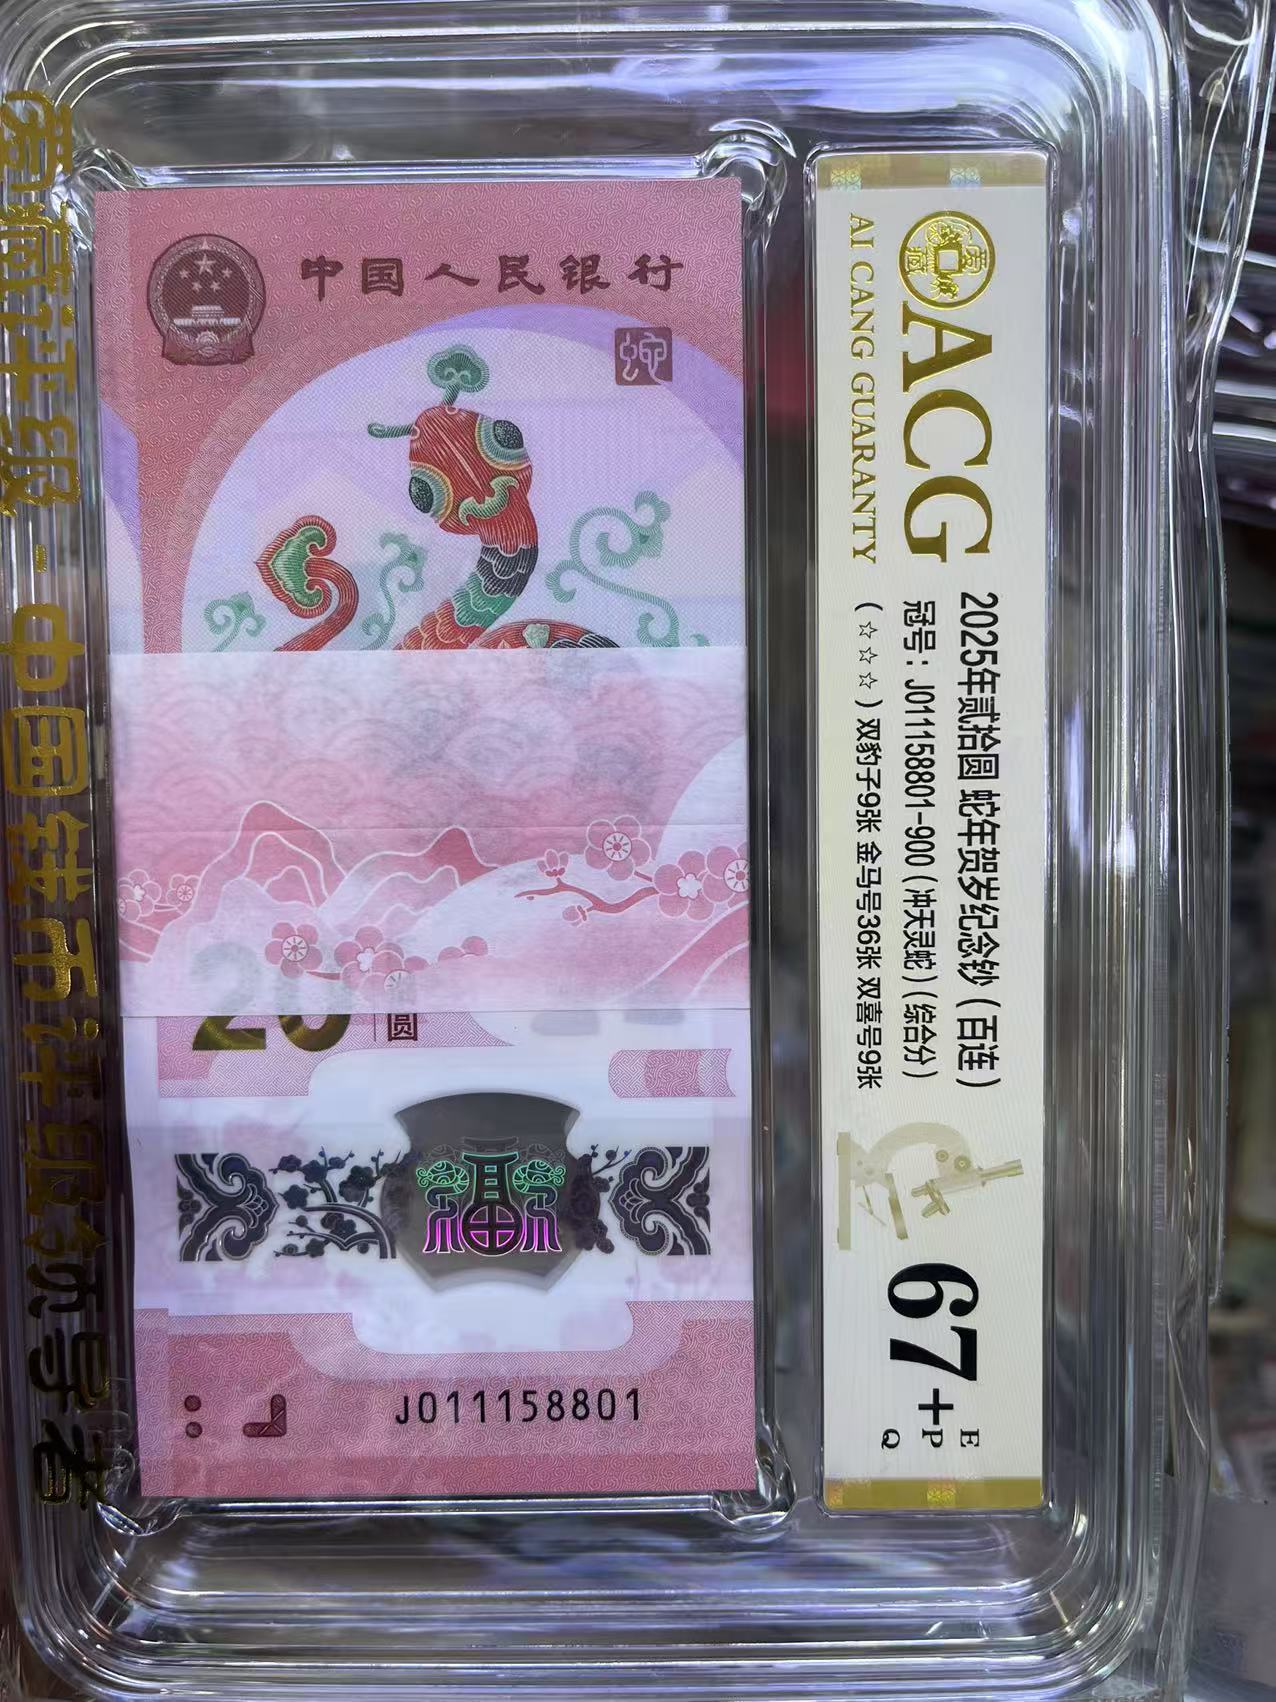 中国人民银行
蛇
20
圆
J011158801
爱藏评级-中国钱币评级领导者
ACG
AI CANG GUARANTY
2025年贰拾圆 蛇年贺岁纪念钞（百连）
冠号：J011158801-900（冲天灵蛇）（综合分）
（☆☆☆）双豹子9张 金马号36张 双喜号9张
67+
E
P
Q